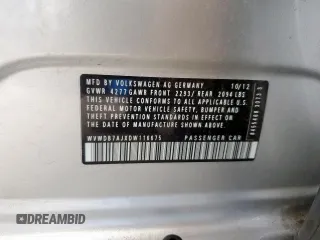 MFD BY VOLKSWAGEN AG GERMANY 10/12
GVWR 4277 GAWR FRONT 2293/ REAR 2094 LBS
THIS VEHICLE CONFORMS TO ALL APPLICABLE U.S.
FEDERAL MOTOR VEHICLE SAFETY, BUMPER AND
THEFT PREVENTION STANDARDS IN EFFECT ON THE
DATE OF MANUFACTURE SHOWN ABOVE.
PASSENGER CAR
DREAMBID